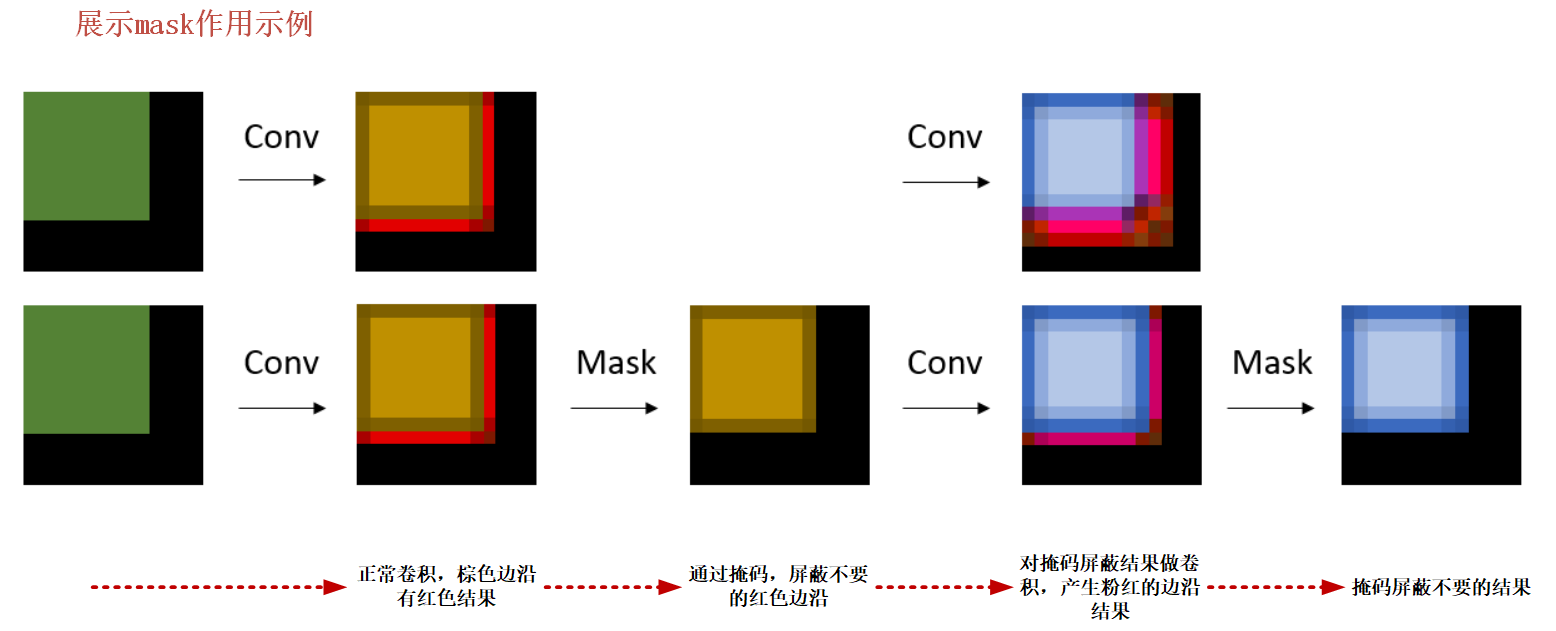 展示mask作用示例
Conv
Conv
Conv
Mask
Conv
Mask
正常卷积，棕色边沿
有红色结果
通过掩码，屏蔽不要
的红色边沿
对掩码屏蔽结果做卷
积，产生粉红的边沿
结果
掩码屏蔽不要的结果